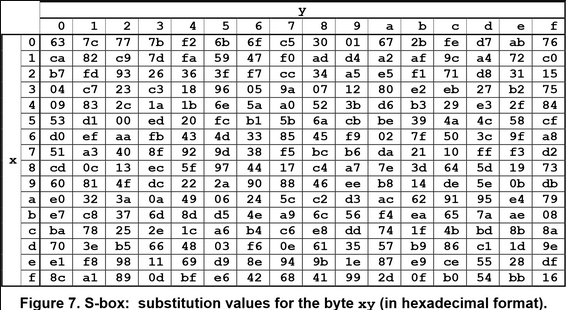 y
0 1 2 3 4 5 6 7 8 9 a b c d e f
0 63 7c 77 7b f2 6b 6f c5 30 01 67 2b fe d7 ab 76
1 ca 82 c9 7d fa 59 47 f0 ad d4 a2 af 9c a4 72 c0
2 b7 fd 93 26 36 3f f7 cc 34 a5 e5 f1 71 d8 31 15
3 04 c7 23 c3 18 96 05 9a 07 12 80 e2 eb 27 b2 75
4 09 83 2c 1a 1b 6e 5a a0 52 3b d6 b3 29 e3 2f 84
5 53 d1 00 ed 20 fc b1 5b 6a cb be 39 4a 4c 58 cf
6 d0 ef aa fb 43 4d 33 85 45 f9 02 7f 50 3c 9f a8
x
7 51 a3 40 8f 92 9d 38 f5 bc b6 da 21 10 ff f3 d2
8 cd 0c 13 ec 5f 97 44 17 c4 a7 7e 3d 64 5d 19 73
9 60 81 4f dc 22 2a 90 88 46 ee b8 14 de 5e 0b db
a e0 32 3a 0a 49 06 24 5c c2 d3 ac 62 91 95 e4 79
b e7 c8 37 6d 8d d5 4e a9 6c 56 f4 ea 65 7a ae 08
c ba 78 25 2e 1c a6 b4 c6 e8 dd 74 1f 4b bd 8b 8a
d 70 3e b5 66 48 03 f6 0e 61 35 57 b9 86 c1 1d 9e
e e1 f8 98 11 69 d9 8e 94 9b 1e 87 e9 ce 55 28 df
f 8c a1 89 0d bf e6 42 68 41 99 2d 0f b0 54 bb 16
Figure 7. S-box: substitution values for the byte xy (in hexadecimal format).